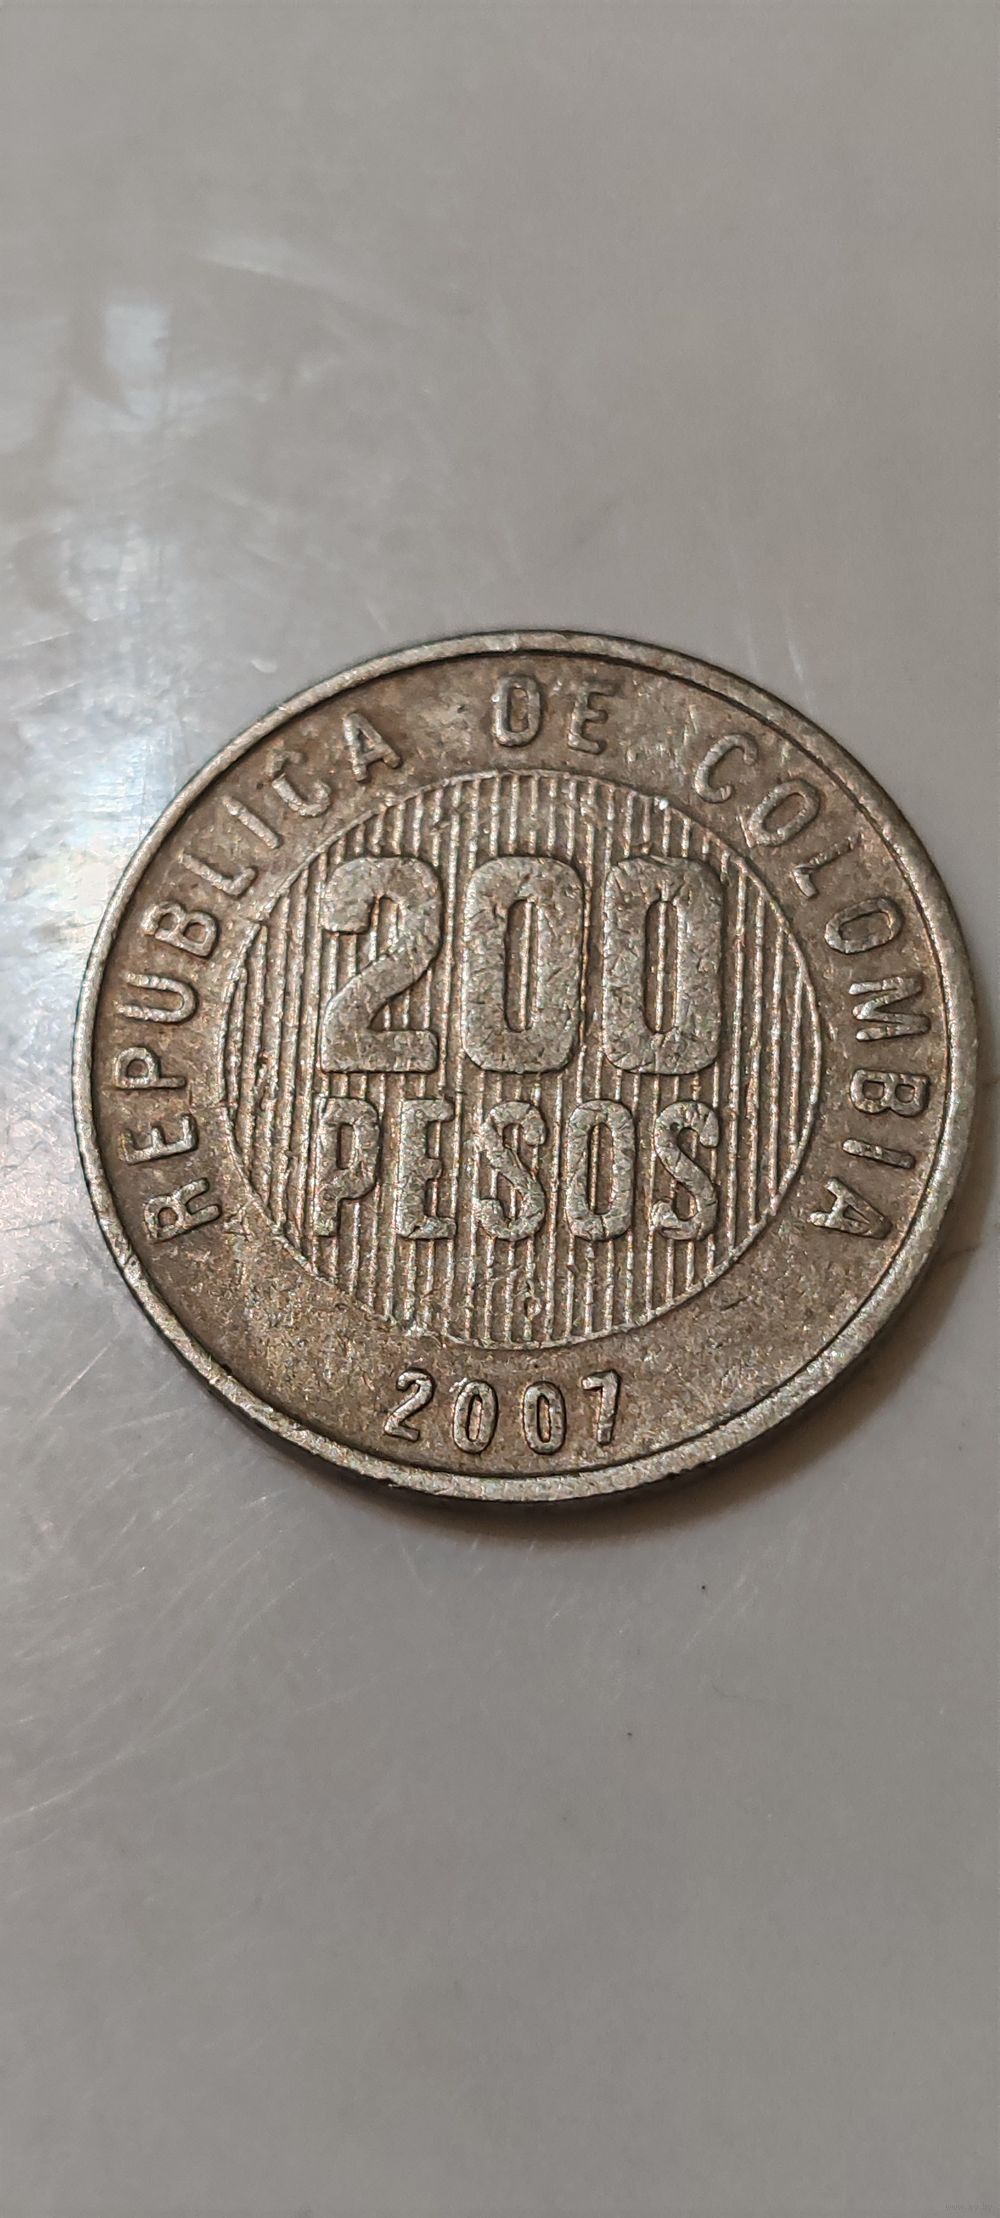 REPUBLICA DE COLOMBIA
200
PESOS
2007